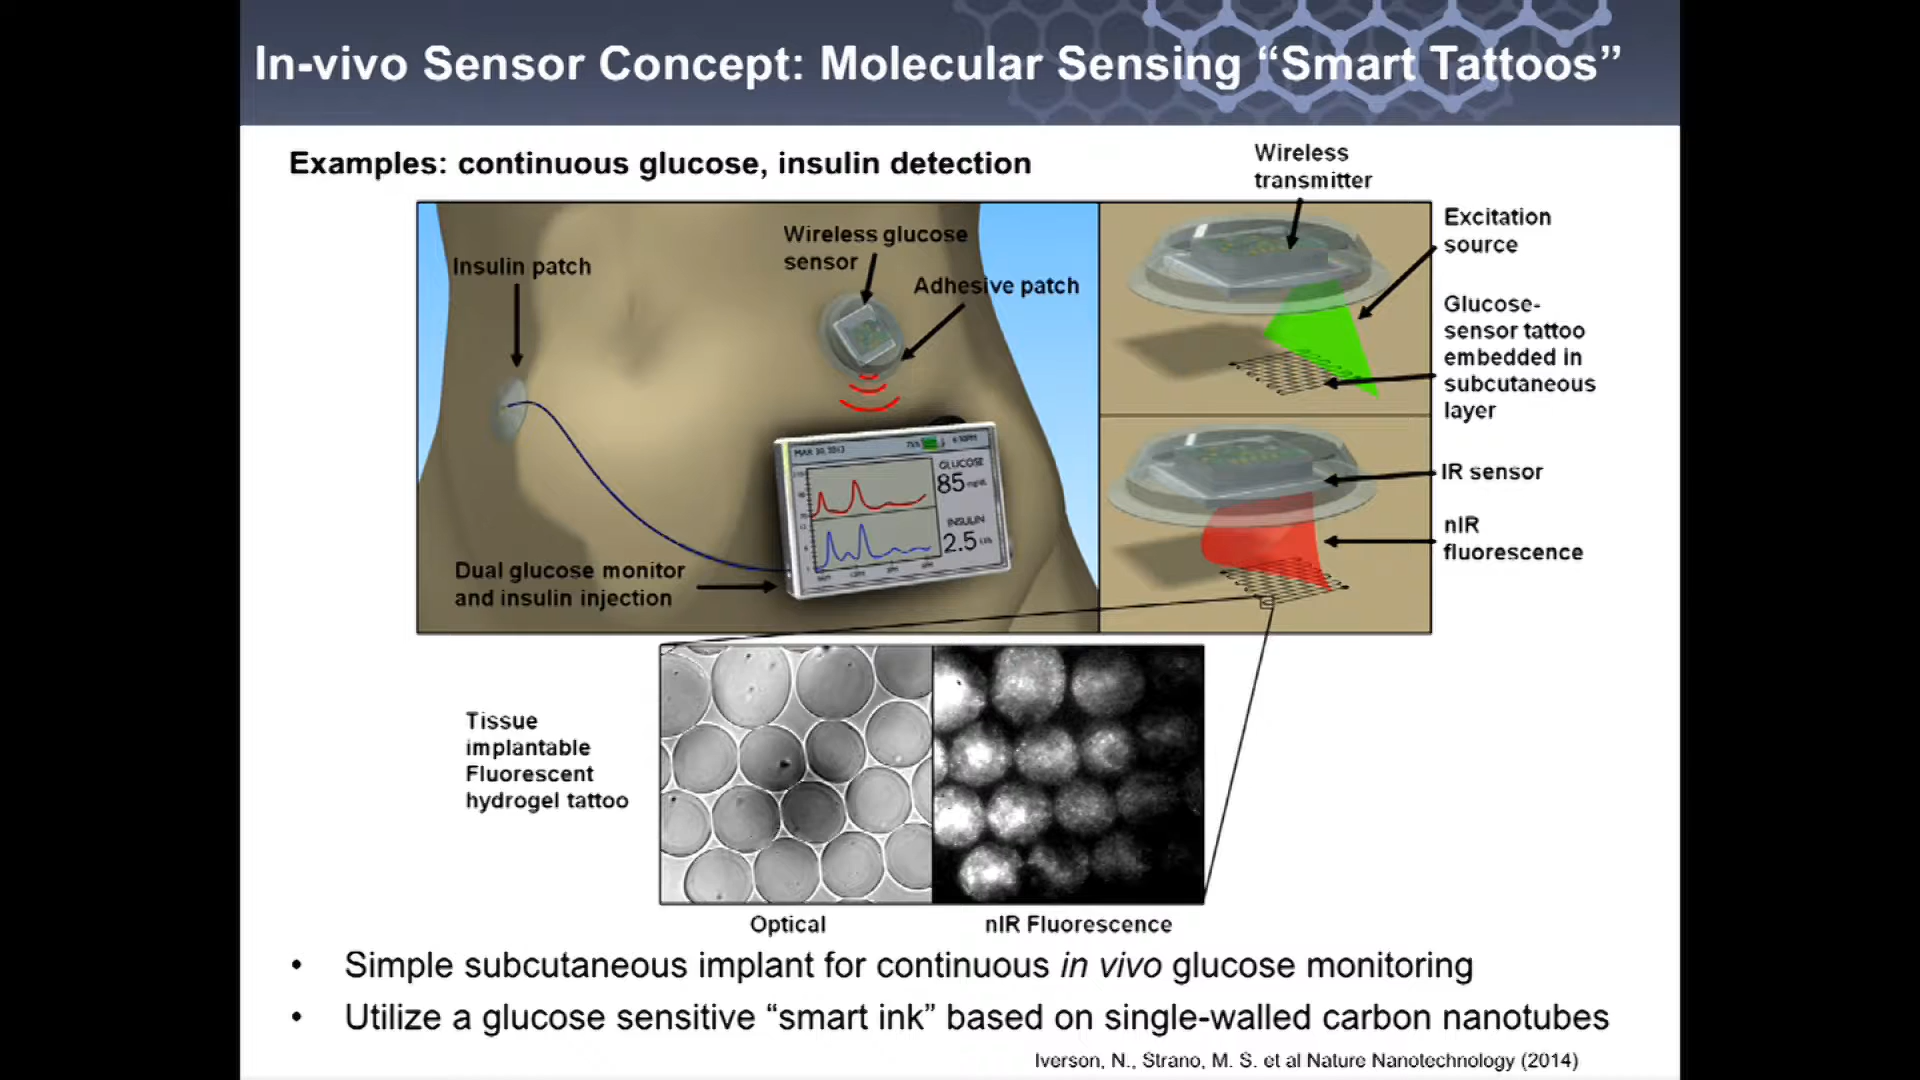 In-vivo Sensor Concept: Molecular Sensing “Smart Tattoos”
Examples: continuous glucose, insulin detection
Wireless
transmitter
Excitation
source
Glucose-
sensor tattoo
embedded in
subcutaneous
layer
IR sensor
nIR
fluorescence
Insulin patch
Wireless glucose
sensor
Adhesive patch
GLUCOSE
85
INSULIN
2.5
Dual glucose monitor
and insulin injection
Tissue
implantable
Fluorescent
hydrogel tattoo
Optical
nIR Fluorescence
• Simple subcutaneous implant for continuous in vivo glucose monitoring
• Utilize a glucose sensitive “smart ink” based on single-walled carbon nanotubes
Iverson, N., Strano, M. S. et al Nature Nanotechnology (2014)